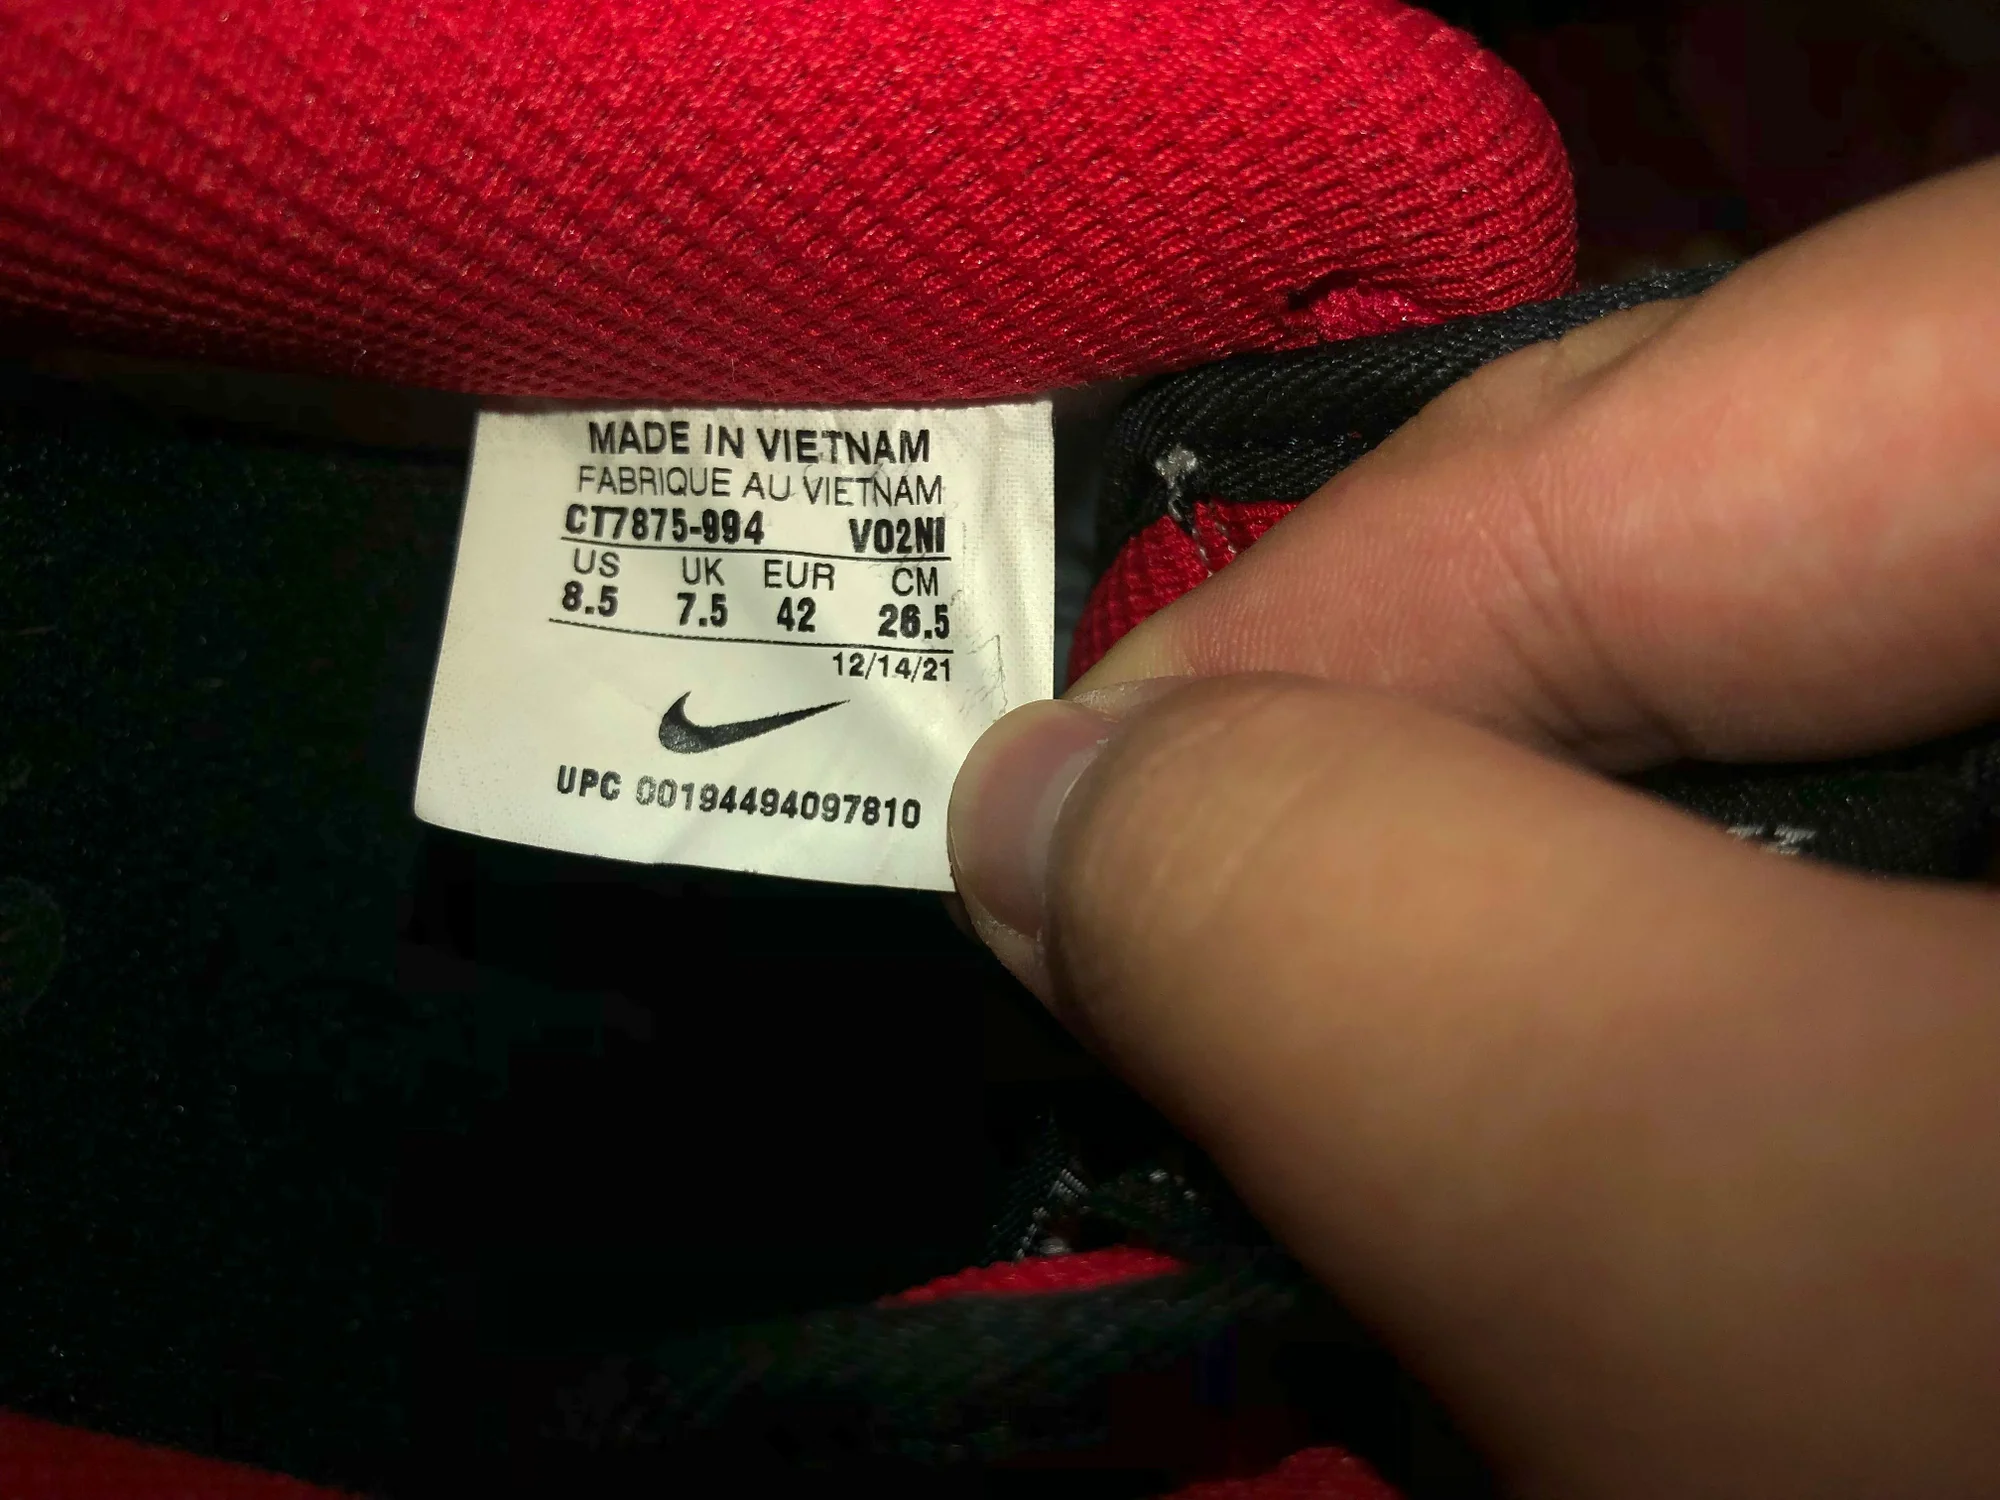 MADE IN VIETNAM
FABRIQUE AU VIETNAM
CT7875-994 V02NI
US UK EUR CM
8.5 7.5 42 26.5
12/14/21
UPC 00194494097810